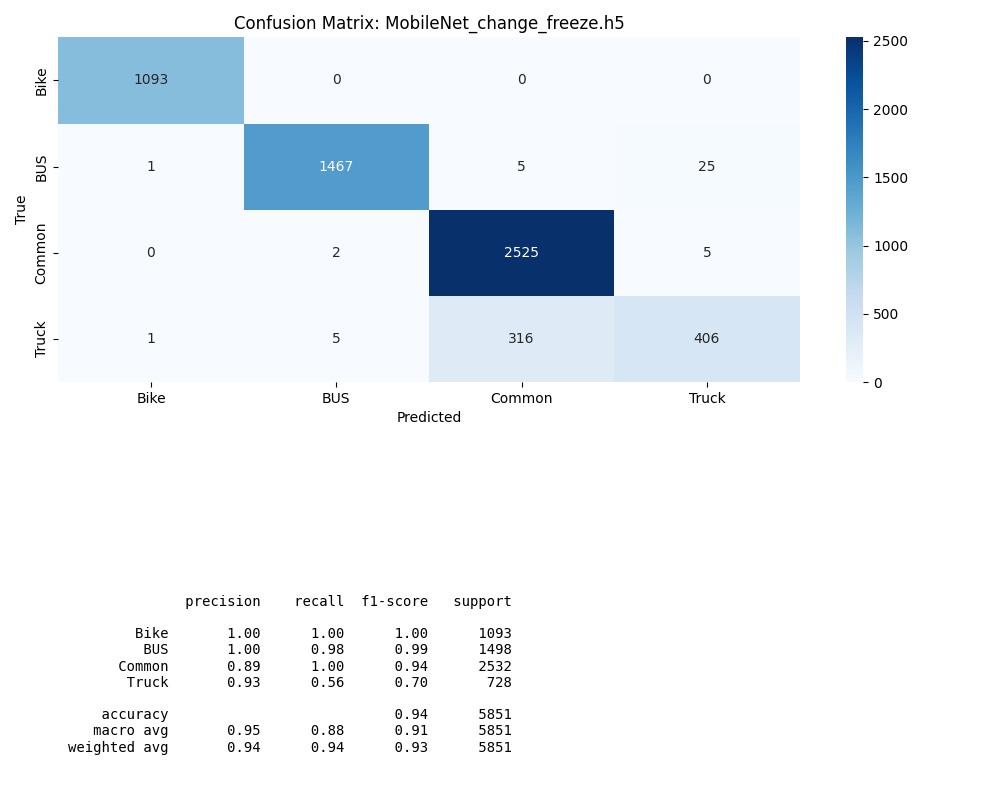 Confusion Matrix: MobileNet_change_freeze.h5
Bike 1093 0 0 0
BUS 1 1467 5 25
Common 0 2 2525 5
Truck 1 5 316 406
True
Bike BUS Common Truck
Predicted
2500
2000
1500
1000
500
0
precision recall f1-score support
Bike 1.00 1.00 1.00 1093
BUS 1.00 0.98 0.99 1498
Common 0.89 1.00 0.94 2532
Truck 0.93 0.56 0.70 728
accuracy 0.94 5851
macro avg 0.95 0.88 0.91 5851
weighted avg 0.94 0.94 0.93 5851